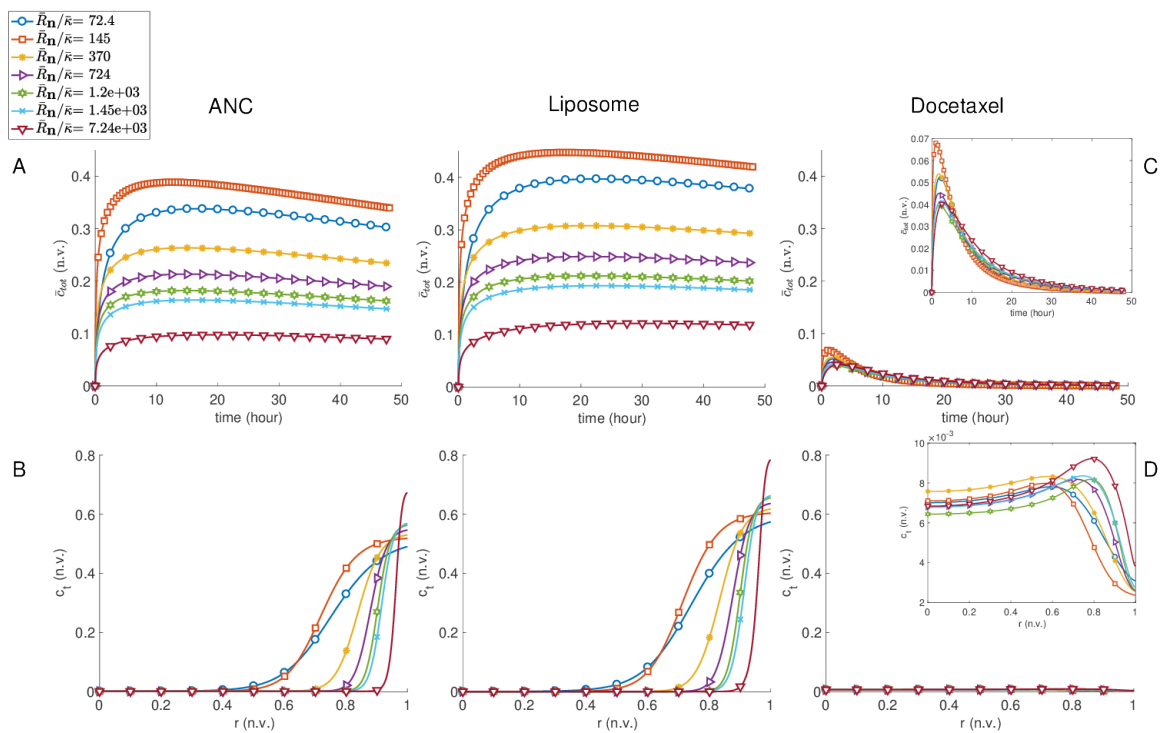 R̄n/κ̄= 72.4
R̄n/κ̄= 145
R̄n/κ̄= 370
R̄n/κ̄= 724
R̄n/κ̄= 1.2e+03
R̄n/κ̄= 1.45e+03
R̄n/κ̄= 7.24e+03
ANC Liposome Docetaxel
A
0.4
0.3
0.2
0.1
0
c̄tot (n.v.)
0 10 20 30 40 50
time (hour)
0.4
0.3
0.2
0.1
0
c̄tot (n.v.)
0 10 20 30 40 50
time (hour)
0.4
0.3
0.2
0.1
0
c̄tot (n.v.)
0 10 20 30 40 50
time (hour)
C
0.07
0.06
0.05
0.04
0.03
0.02
0.01
c̄tot (n.v.)
0 10 20 30 40 50
time (hour)
B
0.8
0.6
0.4
0.2
0
ct (n.v.)
0 0.2 0.4 0.6 0.8 1
r (n.v.)
0.8
0.6
0.4
0.2
0
ct (n.v.)
0 0.2 0.4 0.6 0.8 1
r (n.v.)
0.8
0.6
0.4
0.2
0
ct (n.v.)
0 0.2 0.4 0.6 0.8 1
r (n.v.)
D
×10-3
10
8
6
4
2
ct (n.v.)
0 0.2 0.4 0.6 0.8 1
r (n.v.)